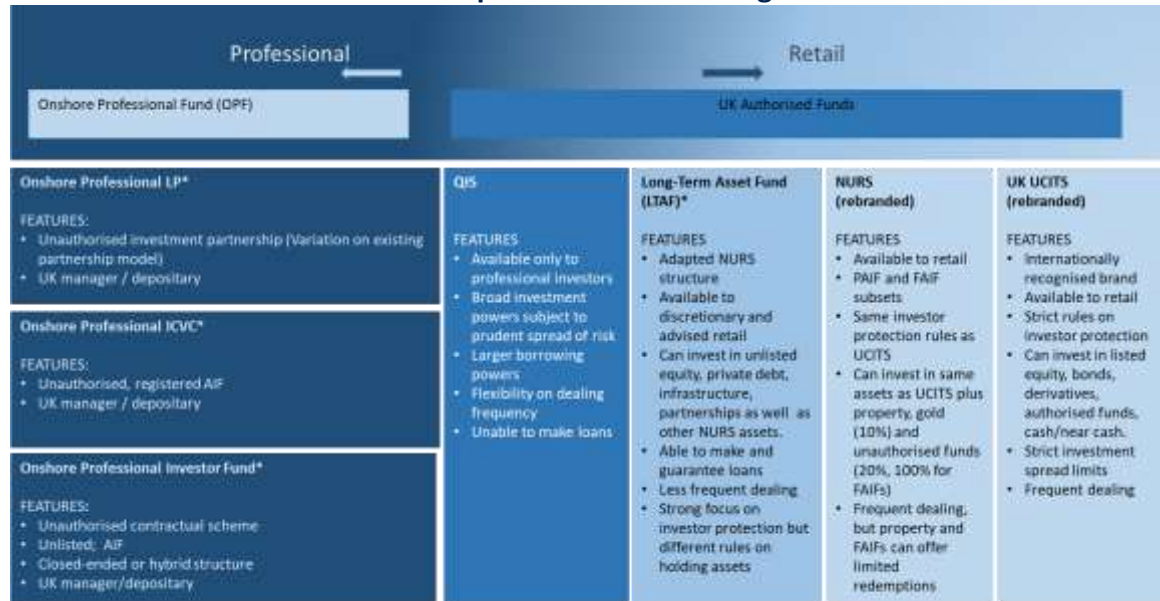 Professional
Retail
Onshore Professional Fund (OPF)
UK Authorised Funds
Onshore Professional LP*
FEATURES:
• Unauthorised investment partnership (Variation on existing
partnership model)
• UK manager / depositary
Onshore Professional ICVC*
FEATURES:
• Unauthorised, registered AIF
• UK manager / depositary
Onshore Professional Investor Fund*
FEATURES:
• Unauthorised contractual scheme
• Unlisted; AIF
• Closed-ended or hybrid structure
• UK manager/depositary
QIS
FEATURES
• Available only to
professional investors
• Broad investment
powers subject to
prudent spread of risk
• Larger borrowing
powers
• Flexibility on dealing
frequency
• Unable to make loans
Long-Term Asset Fund
(LTAF)*
FEATURES
• Adapted NURS
structure
• Available to
discretionary and
advised retail
• Can invest in unlisted
equity, private debt,
infrastructure,
partnerships as well as
other NURS assets.
• Able to make and
guarantee loans
• Less frequent dealing
• Strong focus on
investor protection but
different rules on
holding assets
NURS
(rebranded)
FEATURES
• Available to retail
• PAIF and FAIF
subsets
• Same investor
protection rules as
UCITS
• Can invest in same
assets as UCITS plus
property, gold
(10%) and
unauthorised funds
(20%, 100% for
FAIFs)
• Frequent dealing,
but property and
FAIFs can offer
limited
redemptions
UK UCITS
(rebranded)
FEATURES
• Internationally
recognised brand
• Available to retail
• Strict rules on
investor protection
• Can invest in listed
equity, bonds,
derivatives,
authorised funds,
cash/near cash.
• Strict investment
spread limits
• Frequent dealing